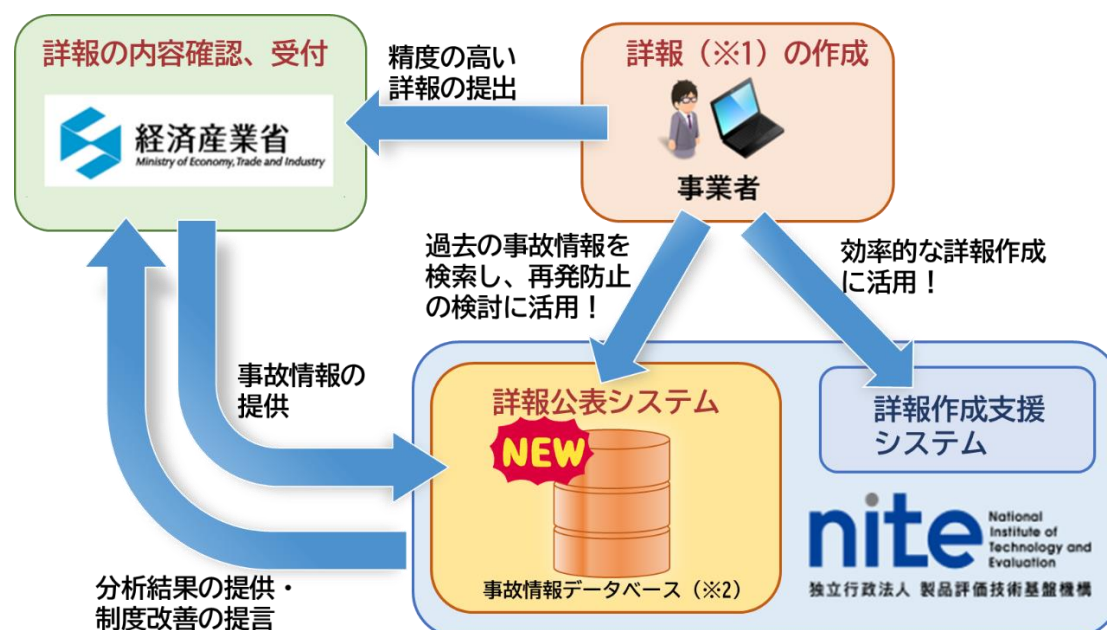 詳報の内容確認、受付
経済産業省
Ministry of Economy, Trade and Industry
精度の高い
詳報の提出
詳報（※1）の作成
事業者
過去の事故情報を
検索し、再発防止
の検討に活用！
効率的な詳報作成
に活用！
事故情報の
提供
詳報公表システム
NEW
事故情報データベース（※2）
詳報作成支援
システム
nite
National
Institute of
Technology and
Evaluation
独立行政法人 製品評価技術基盤機構
分析結果の提供・
制度改善の提言